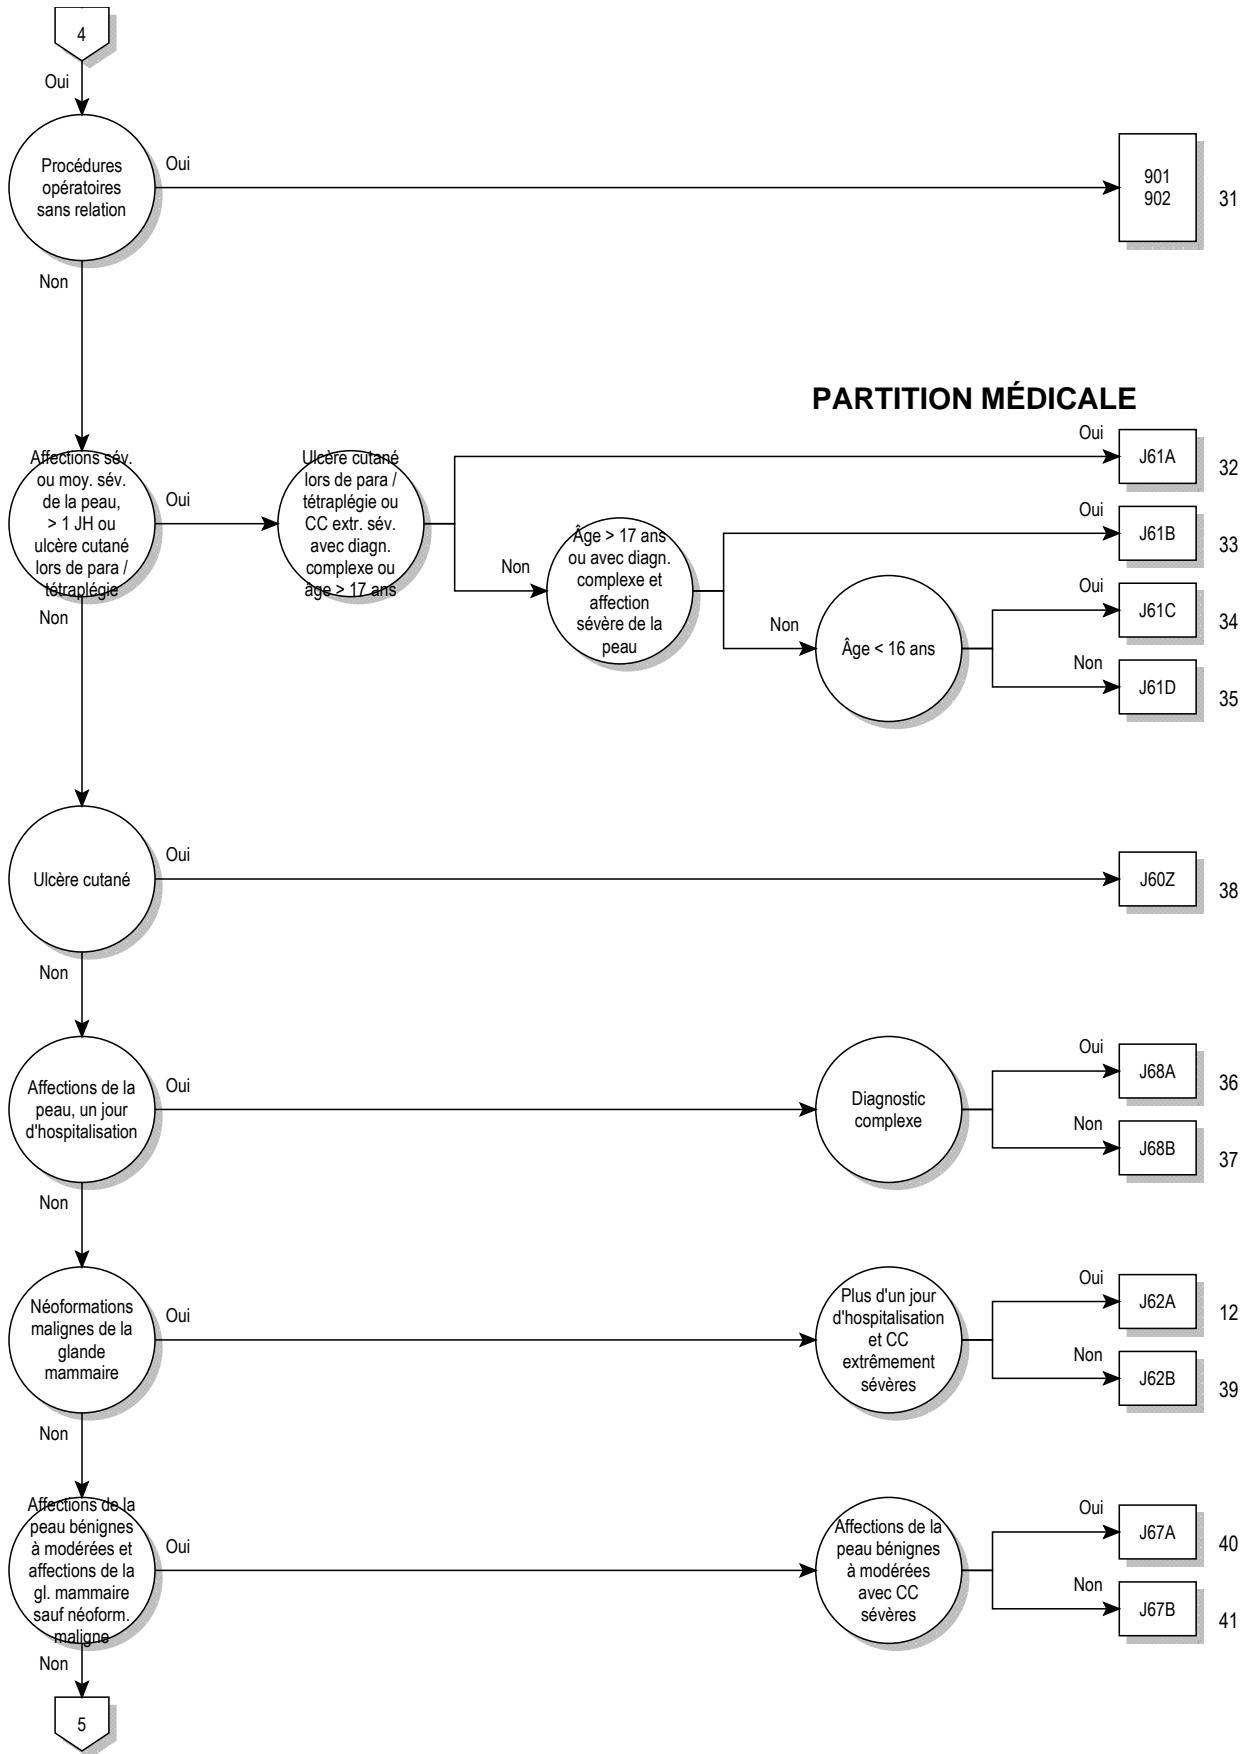 4
Oui
Procédures
opératoires
sans relation
Oui
901
902
31
Non
PARTITION MÉDICALE
Affections sév.
ou moy. sév.
de la peau,
> 1 JH ou
ulcère cutané
lors de para /
tétraplégie
Oui
Ulcère cutané
lors de para /
tétraplégie ou
CC extr. sév.
avec diagn.
complexe ou
âge > 17 ans
Oui
J61A
32
Non
Âge > 17 ans
ou avec diagn.
complexe et
affection
sévère de la
peau
Oui
J61B
33
Non
Âge < 16 ans
Oui
J61C
34
Non
J61D
35
Non
Ulcère cutané
Oui
J60Z
38
Non
Affections de la
peau, un jour
d'hospitalisation
Oui
Diagnostic
complexe
Oui
J68A
36
Non
J68B
37
Non
Néoformations
malignes de la
glande
mammaire
Oui
Plus d'un jour
d'hospitalisation
et CC
extrêmement
sévères
Oui
J62A
12
Non
J62B
39
Non
Affections de la
peau bénignes
à modérées et
affections de la
gl. mammaire
sauf néoform.
maligne
Oui
Affections de la
peau bénignes
à modérées
avec CC
sévères
Oui
J67A
40
Non
J67B
41
Non
5